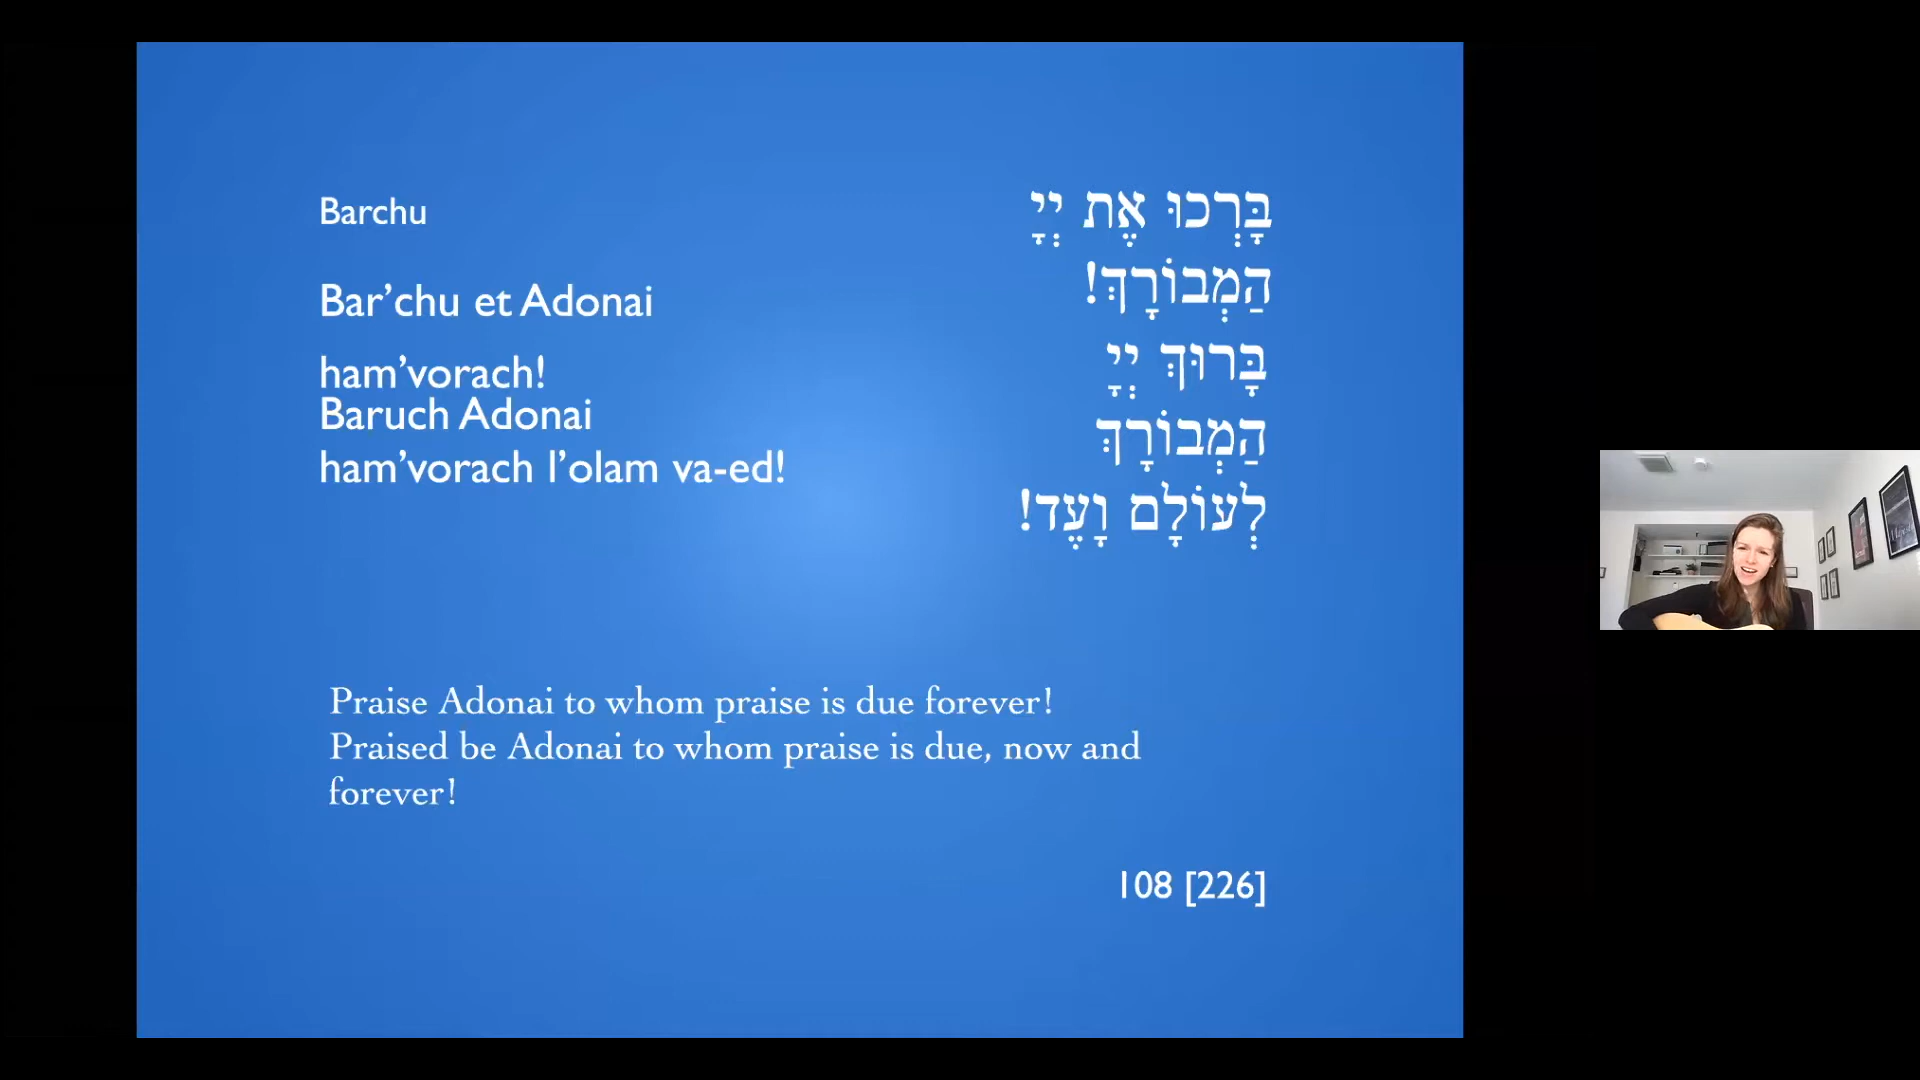 Barchu
Bar’chu et Adonai
ham’vorach!
Baruch Adonai
ham’vorach l’olam va-ed!
בָּרְכוּ אֶת יְיָ
הַמְבוֹרָךְ!
בָּרוּךְ יְיָ
הַמְבוֹרָךְ
לְעוֹלָם וָעֶד!
Praise Adonai to whom praise is due forever!
Praised be Adonai to whom praise is due, now and
forever!
108 [226]